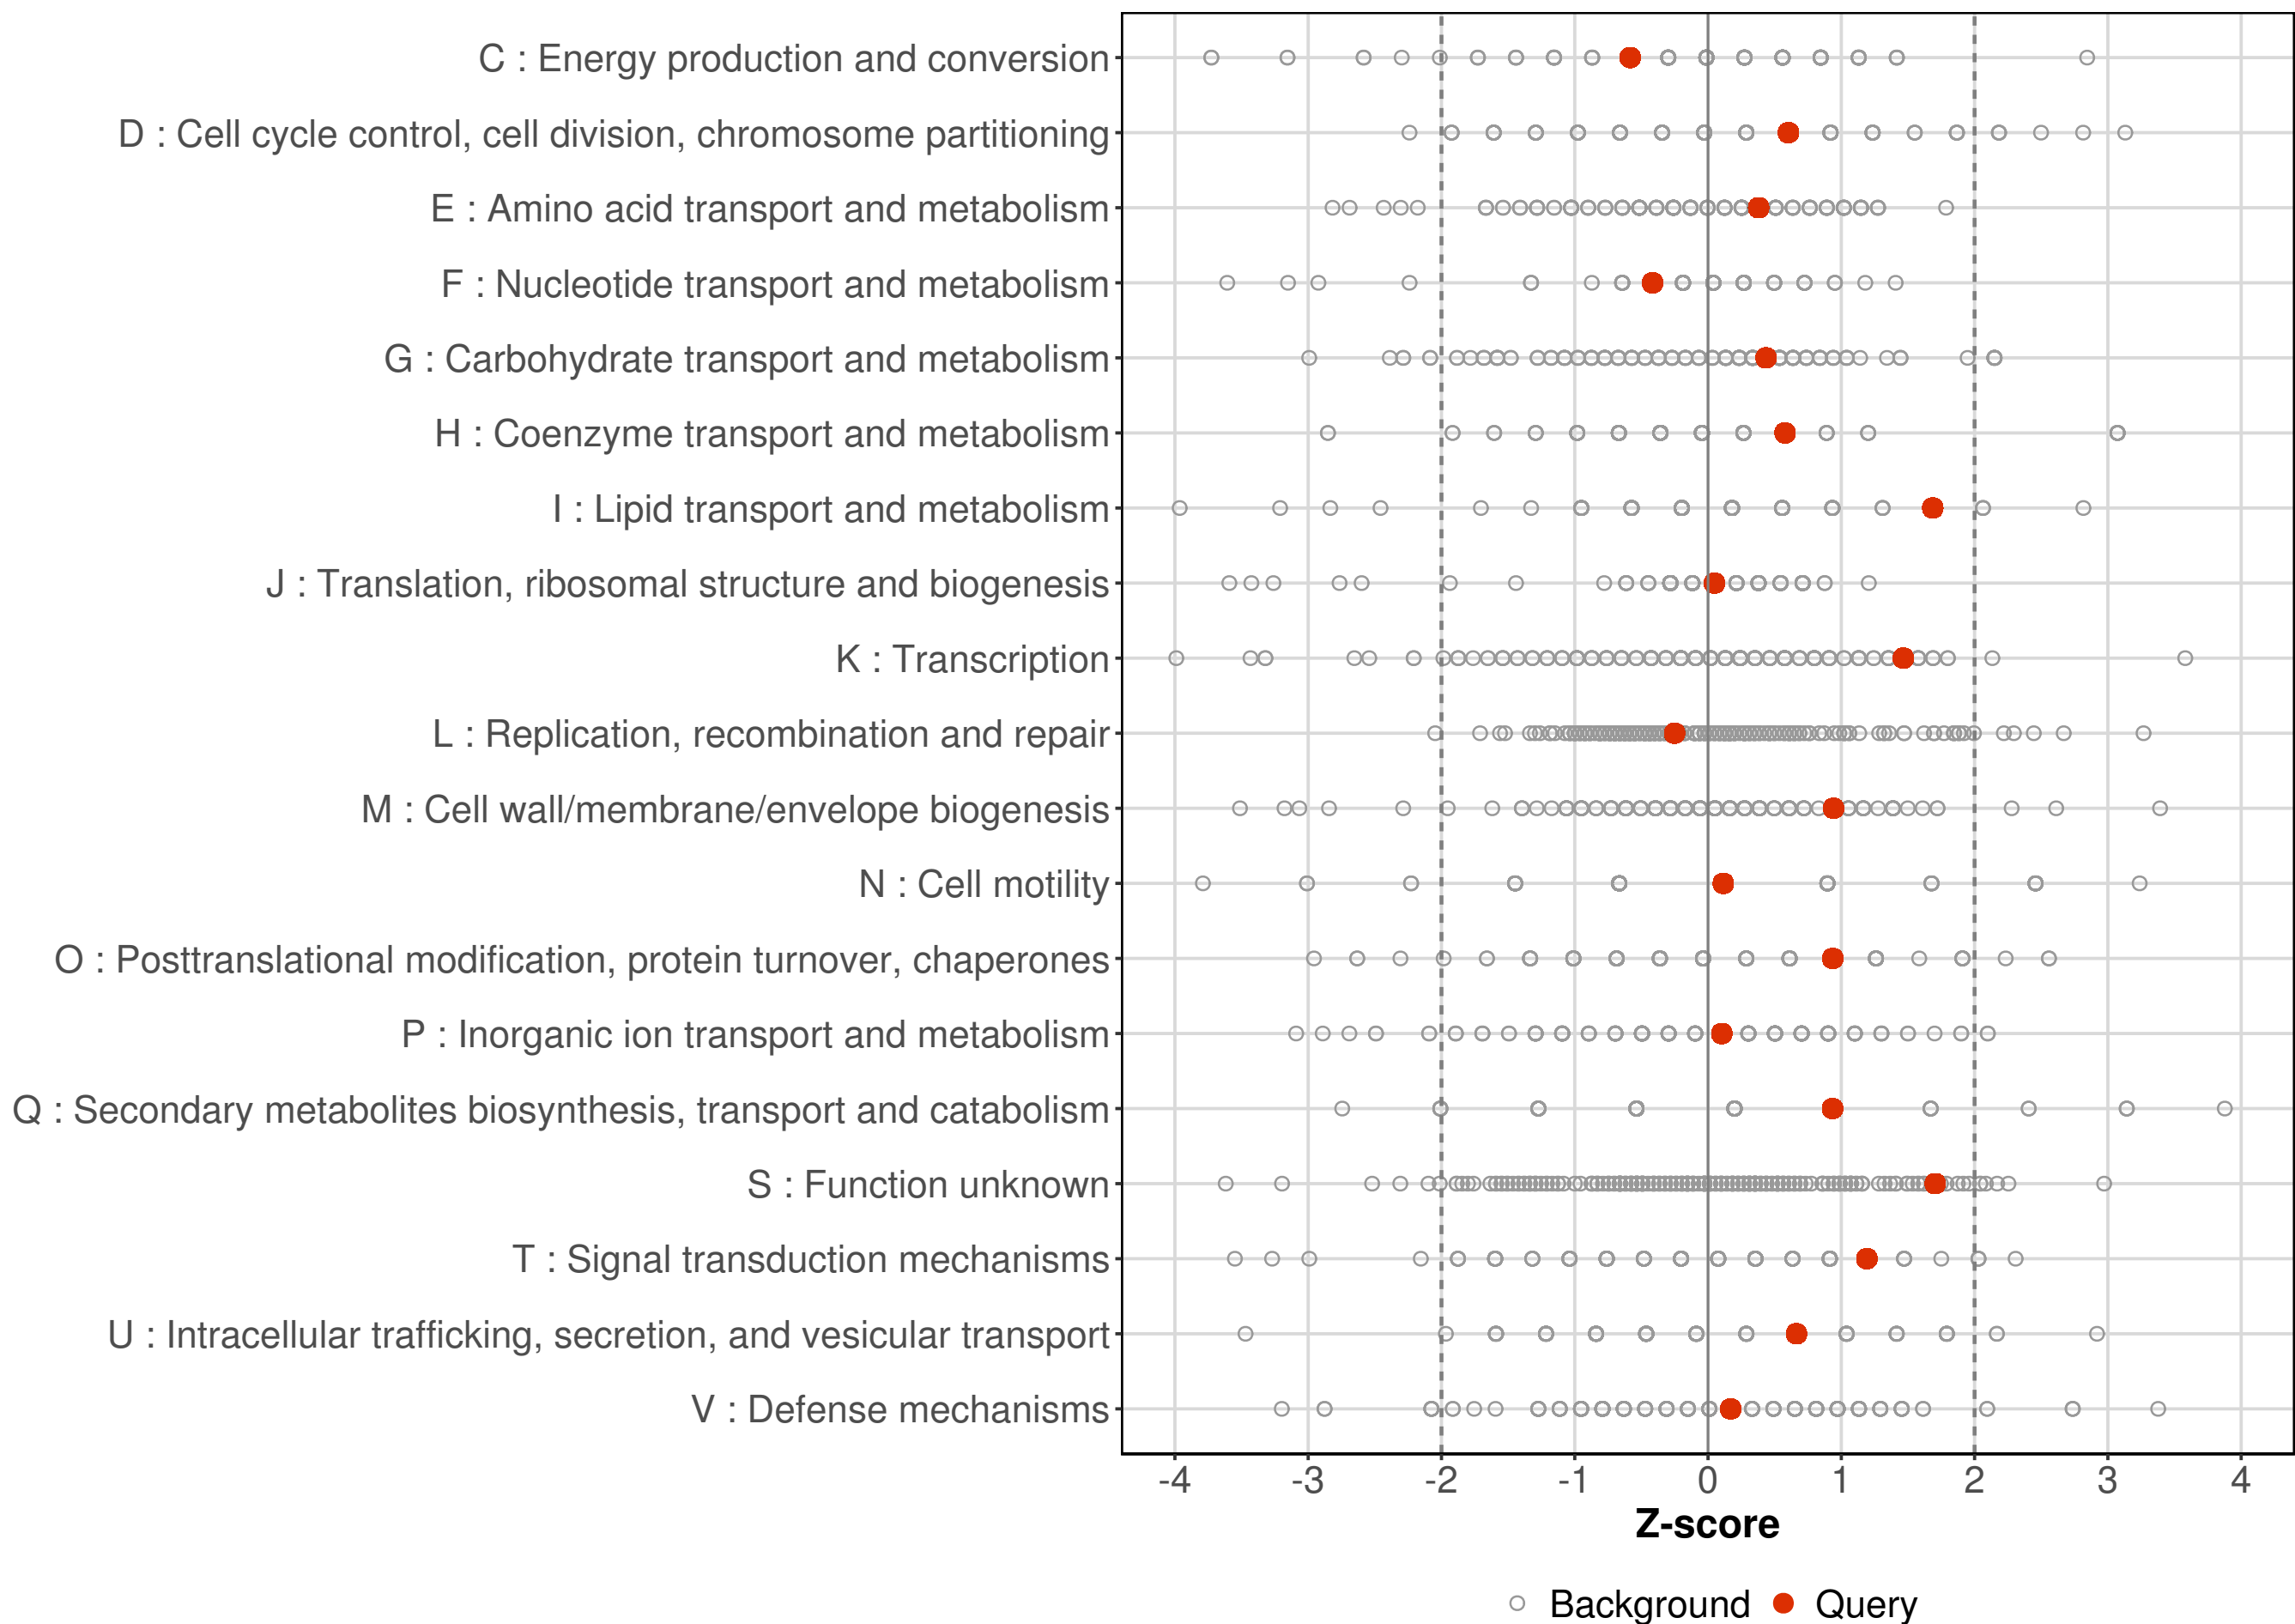 C : Energy production and conversion
D : Cell cycle control, cell division, chromosome partitioning
E : Amino acid transport and metabolism
F : Nucleotide transport and metabolism
G : Carbohydrate transport and metabolism
H : Coenzyme transport and metabolism
I : Lipid transport and metabolism
J : Translation, ribosomal structure and biogenesis
K : Transcription
L : Replication, recombination and repair
M : Cell wall/membrane/envelope biogenesis
N : Cell motility
O : Posttranslational modification, protein turnover, chaperones
P : Inorganic ion transport and metabolism
Q : Secondary metabolites biosynthesis, transport and catabolism
S : Function unknown
T : Signal transduction mechanisms
U : Intracellular trafficking, secretion, and vesicular transport
V : Defense mechanisms
-4 -3 -2 -1 0 1 2 3 4
Z-score
Background Query